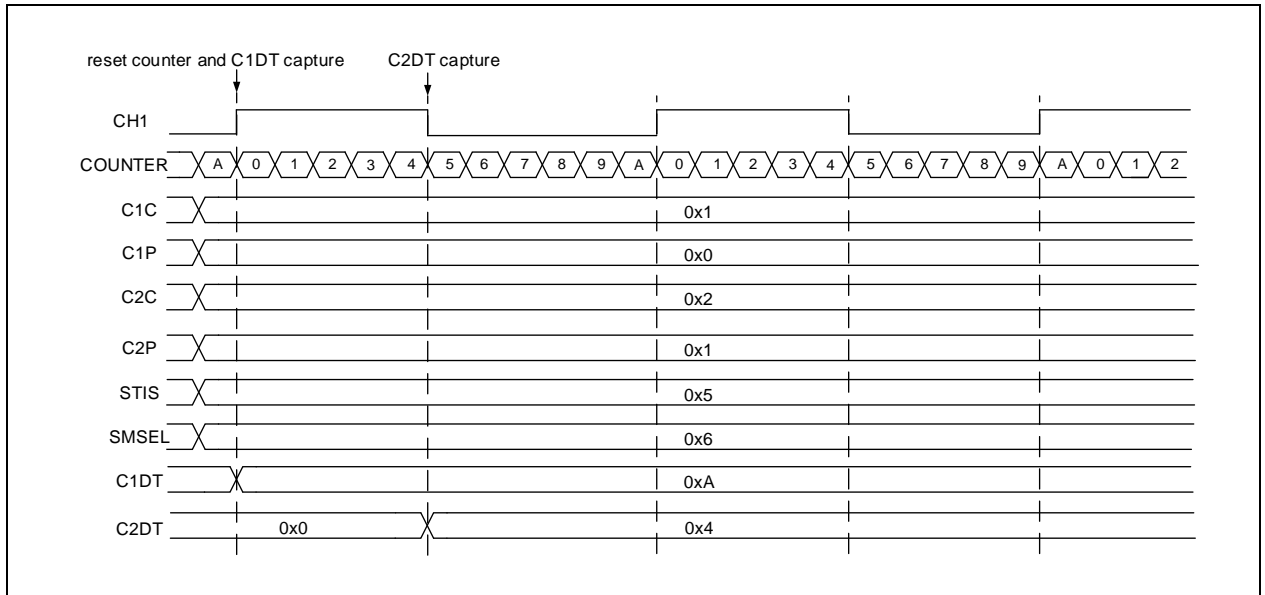 reset counter and C1DT capture C2DT capture
CH1
COUNTER A 0 1 2 3 4 5 6 7 8 9 A 0 1 2 3 4 5 6 7 8 9 A 0 1 2
C1C 0x1
C1P 0x0
C2C 0x2
C2P 0x1
STIS 0x5
SMSEL 0x6
C1DT 0xA
C2DT 0x0 0x4